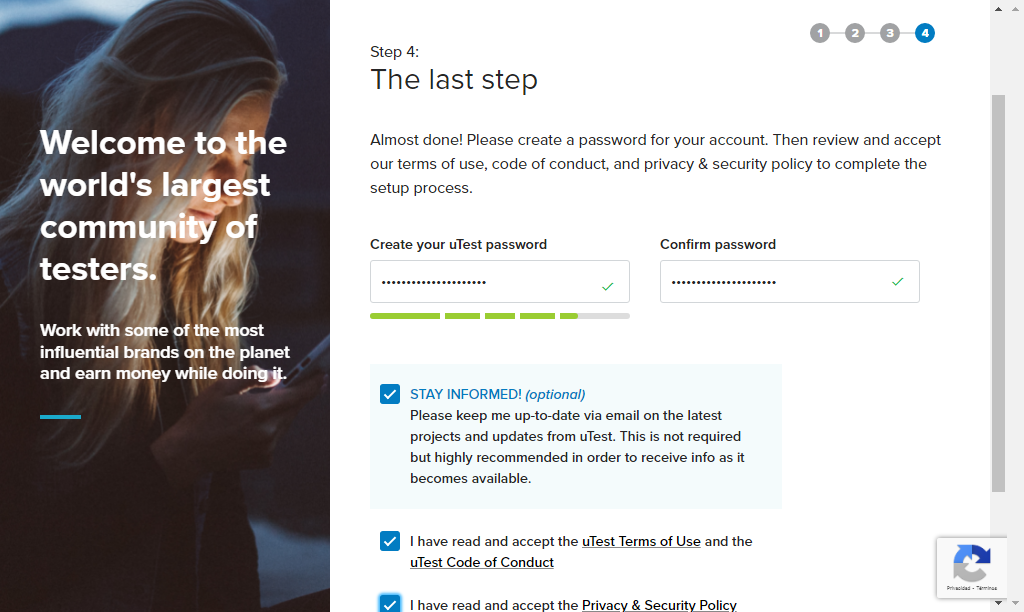 Welcome to the
world's largest
community of
testers.
Work with some of the most
influential brands on the planet
and earn money while doing it.
1 2 3 4
Step 4:
The last step
Almost done! Please create a password for your account. Then review and accept
our terms of use, code of conduct, and privacy & security policy to complete the
setup process.
Create your uTest password
Confirm password
•••••••••••••••••••••
•••••••••••••••••••••
STAY INFORMED! (optional)
Please keep me up-to-date via email on the latest
projects and updates from uTest. This is not required
but highly recommended in order to receive info as it
becomes available.
I have read and accept the uTest Terms of Use and the
uTest Code of Conduct
I have read and accept the Privacy & Security Policy
Privacidad - Términos